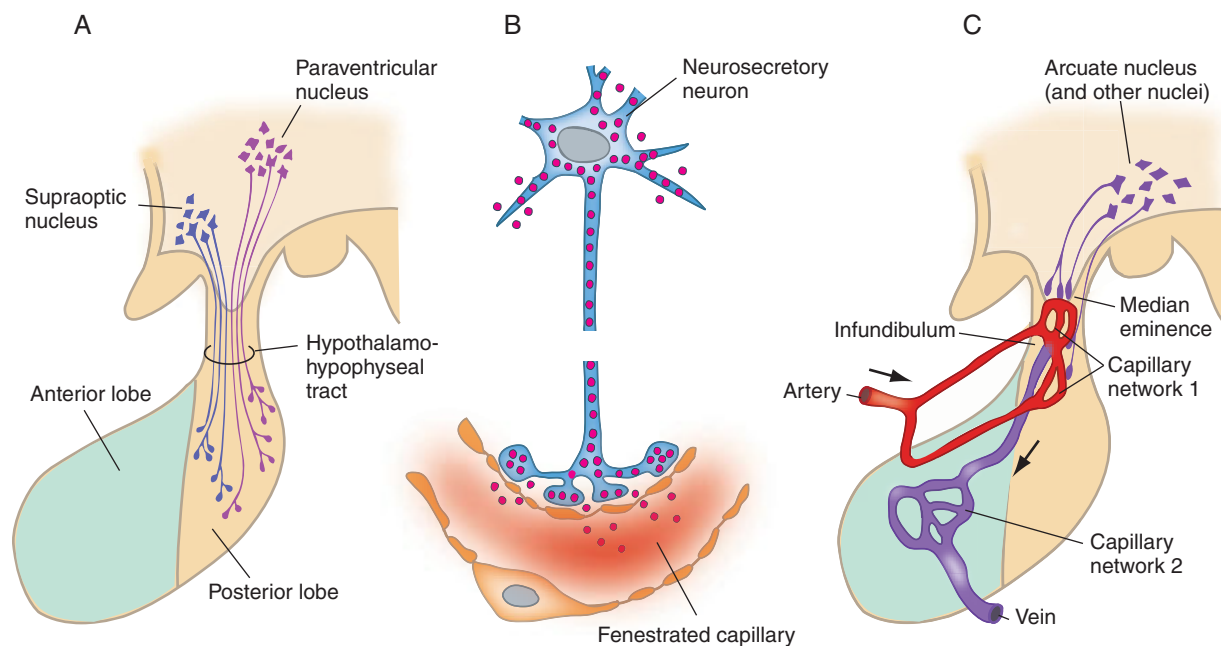 A
Paraventricular
nucleus
Supraoptic
nucleus
Hypothalamo-
hypophyseal
tract
Anterior lobe
Posterior lobe
B
Neurosecretory
neuron
Fenestrated capillary
C
Arcuate nucleus
(and other nuclei)
Median
eminence
Infundibulum
Capillary
network 1
Artery
Capillary
network 2
Vein